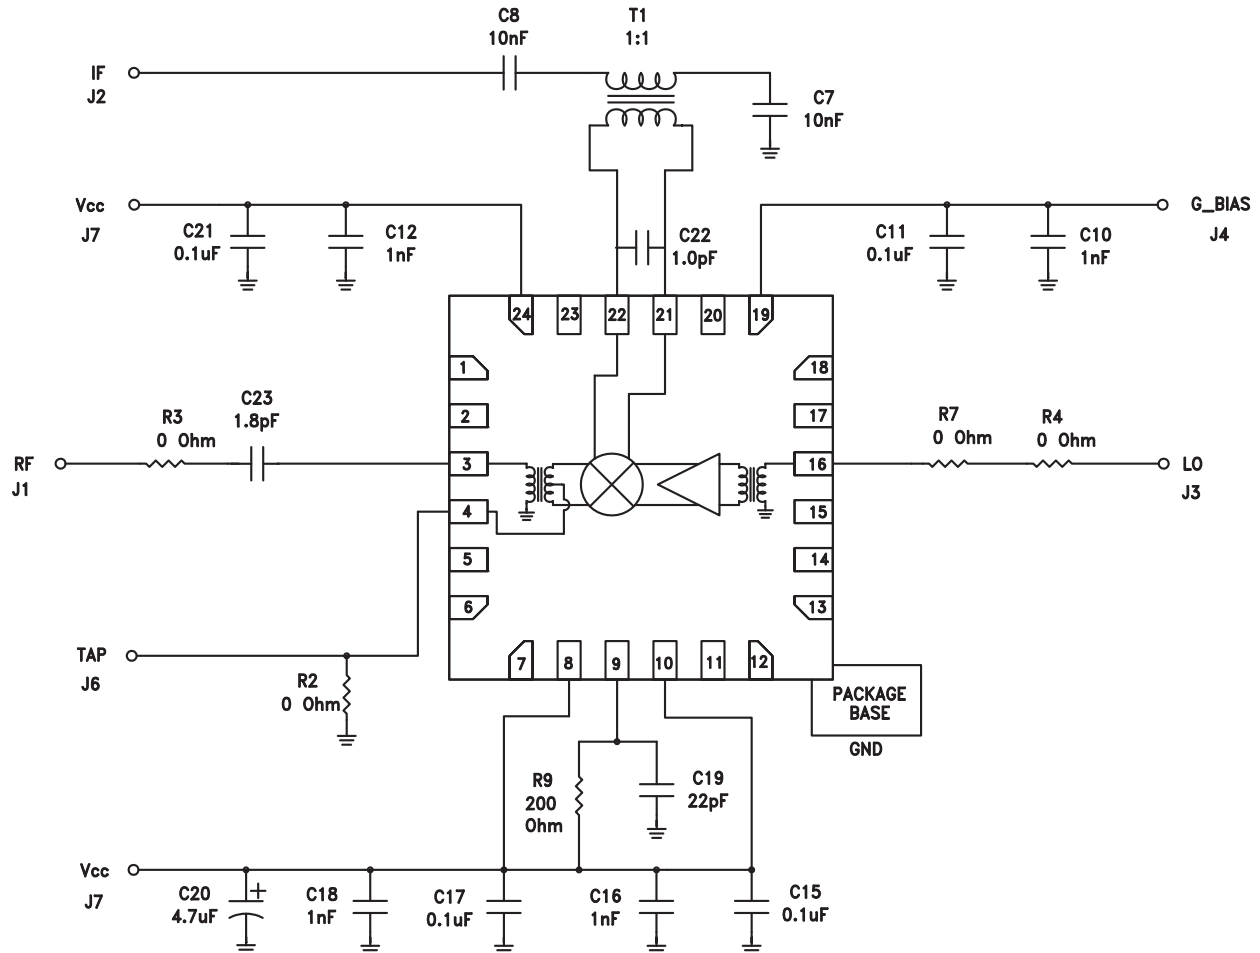 C8
10nF
T1
1:1
IF
J2
C7
10nF
Vcc
J7
C21
0.1uF
C12
1nF
C22
1.0pF
C11
0.1uF
C10
1nF
G_BIAS
J4
24
23
22
21
20
19
1
2
3
4
5
6
18
17
16
15
14
13
7
8
9
10
11
12
RF
J1
R3
0 Ohm
C23
1.8pF
R7
0 Ohm
R4
0 Ohm
LO
J3
TAP
J6
R2
0 Ohm
PACKAGE
BASE
GND
R9
200
Ohm
C19
22pF
Vcc
J7
C20
+
4.7uF
C18
1nF
C17
0.1uF
C16
1nF
C15
0.1uF